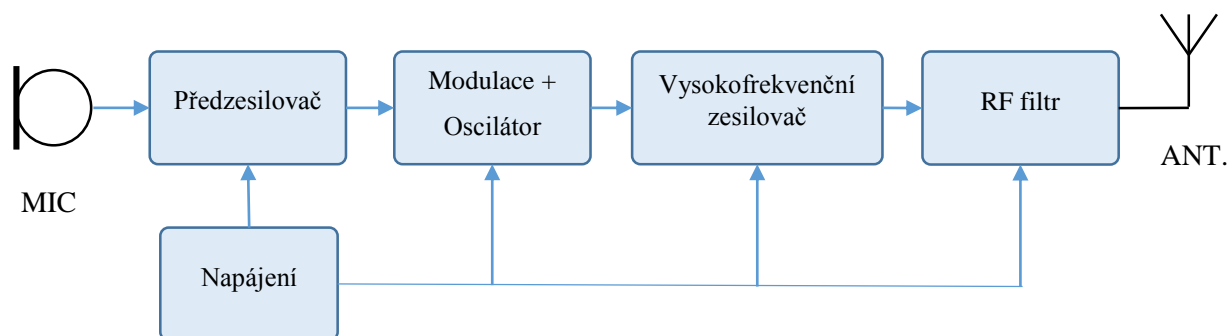 Předzesilovač
Modulace +
Oscilátor
Vysokofrekvenční
zesilovač
RF filtr
ANT.
MIC
Napájení